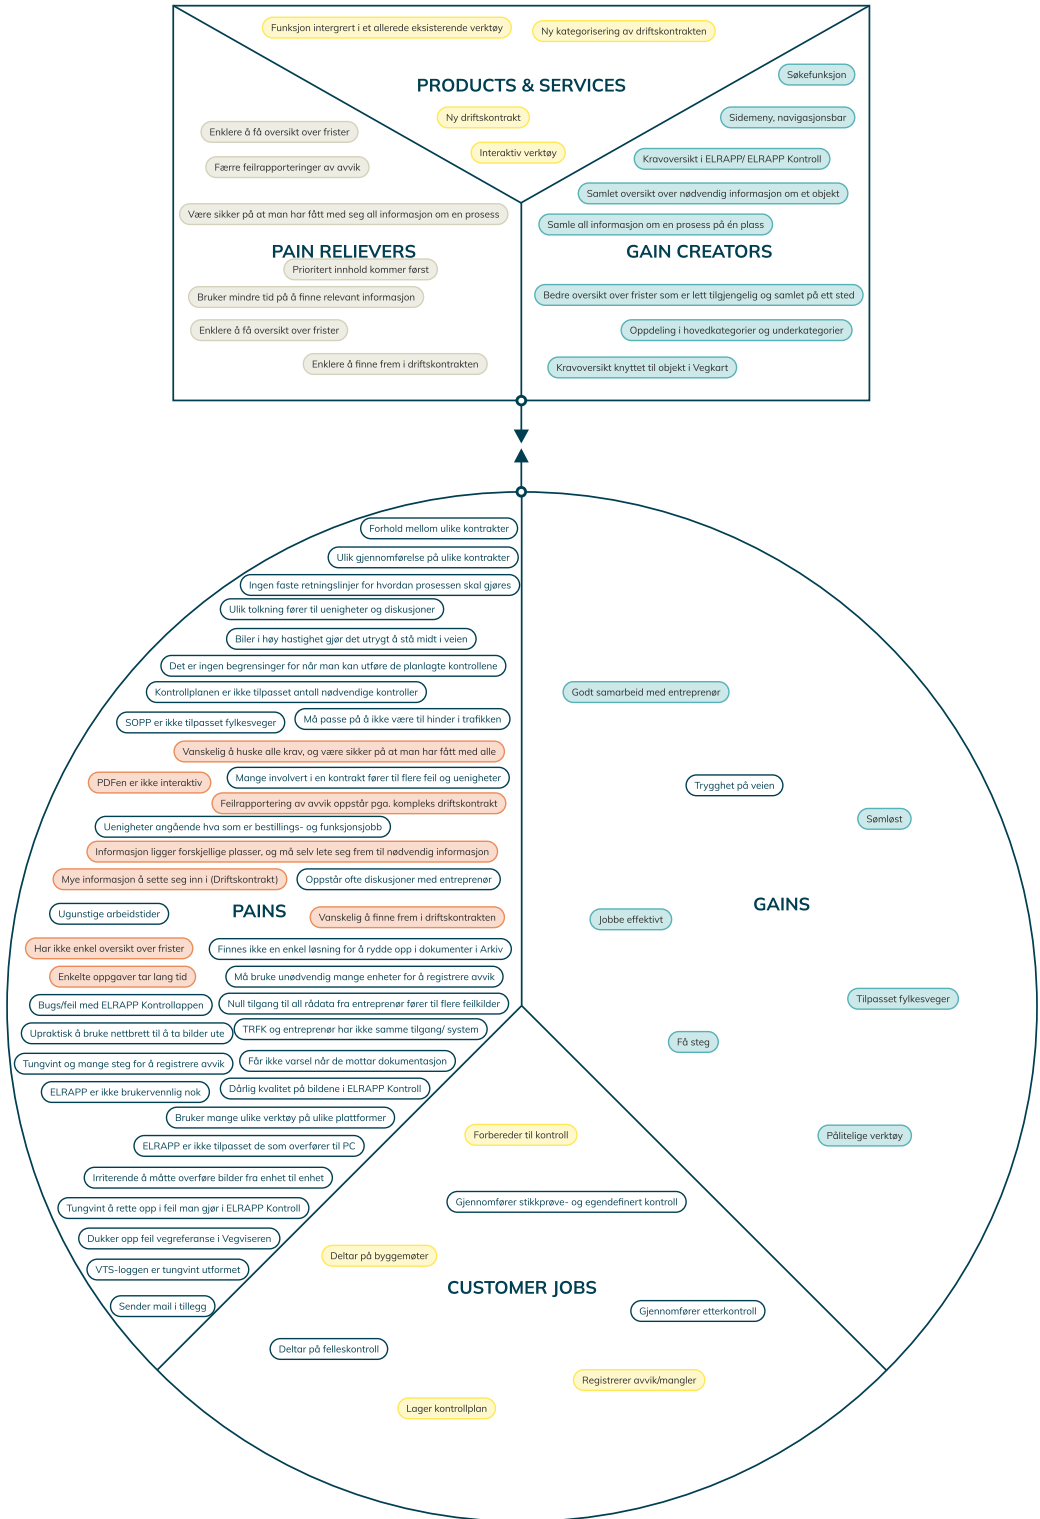 Funksjon intergrert i et allerede eksisterende verktøy
Ny kategorisering av driftskontrakten
PRODUCTS & SERVICES
Ny driftskontrakt
Interaktiv verktøy
Enklere å få oversikt over frister
Færre feilrapporteringer av avvik
Være sikker på at man har fått med seg all informasjon om en prosess
PAIN RELIEVERS
Prioritert innhold kommer først
Bruker mindre tid på å finne relevant informasjon
Enklere å få oversikt over frister
Enklere å finne frem i driftskontrakten
Søkefunksjon
Sidemeny, navigasjonsbar
Kravoversikt i ELRAPP/ ELRAPP Kontroll
Samlet oversikt over nødvendig informasjon om et objekt
Samle all informasjon om en prosess på én plass
GAIN CREATORS
Bedre oversikt over frister som er lett tilgjengelig og samlet på ett sted
Oppdeling i hovedkategorier og underkategorier
Kravoversikt knyttet til objekt i Vegkart
Forhold mellom ulike kontrakter
Ulik gjennomførelse på ulike kontrakter
Ingen faste retningslinjer for hvordan prosessen skal gjøres
Ulik tolkning fører til uenigheter og diskusjoner
Biler i høy hastighet gjør det utrygt å stå midt i veien
Det er ingen begrensinger for når man kan utføre de planlagte kontrollene
Kontrollplanen er ikke tilpasset antall nødvendige kontroller
SOPP er ikke tilpasset fylkesveger
Må passe på å ikke være til hinder i trafikken
Vanskelig å huske alle krav, og være sikker på at man har fått med alle
PDFen er ikke interaktiv
Mange involvert i en kontrakt fører til flere feil og uenigheter
Feilrapportering av avvik oppstår pga. kompleks driftskontrakt
Uenigheter angående hva som er bestillings- og funksjonsjobb
Informasjon ligger forskjellige plasser, og må selv lete seg frem til nødvendig informasjon
Mye informasjon å sette seg inn i (Driftskontrakt)
Oppstår ofte diskusjoner med entreprenør
Ugunstige arbeidstider
PAINS
Vanskelig å finne frem i driftskontrakten
Har ikke enkel oversikt over frister
Finnes ikke en enkel løsning for å rydde opp i dokumenter i Arkiv
Enkelte oppgaver tar lang tid
Må bruke unødvendig mange enheter for å registrere avvik
Bugs/feil med ELRAPP Kontrollappen
Null tilgang til all rådata fra entreprenør fører til flere feilkilder
Upraktisk å bruke nettbrett til å ta bilder ute
TRFK og entreprenør har ikke samme tilgang/ system
Tungvint og mange steg for å registrere avvik
Får ikke varsel når de mottar dokumentasjon
ELRAPP er ikke brukervennlig nok
Dårlig kvalitet på bildene i ELRAPP Kontroll
Bruker mange ulike verktøy på ulike plattformer
ELRAPP er ikke tilpasset de som overfører til PC
Irriterende å måtte overføre bilder fra enhet til enhet
Tungvint å rette opp i feil man gjør i ELRAPP Kontroll
Dukker opp feil vegreferanse i Vegviseren
VTS-loggen er tungvint utformet
Sender mail i tillegg
Godt samarbeid med entreprenør
Trygghet på veien
Sømløst
GAINS
Jobbe effektivt
Tilpasset fylkesveger
Få steg
Pålitelige verktøy
Forbereder til kontroll
Gjennomfører stikkprøve- og egendefinert kontroll
Deltar på byggemøter
CUSTOMER JOBS
Gjennomfører etterkontroll
Deltar på felleskontroll
Registrerer avvik/mangler
Lager kontrollplan